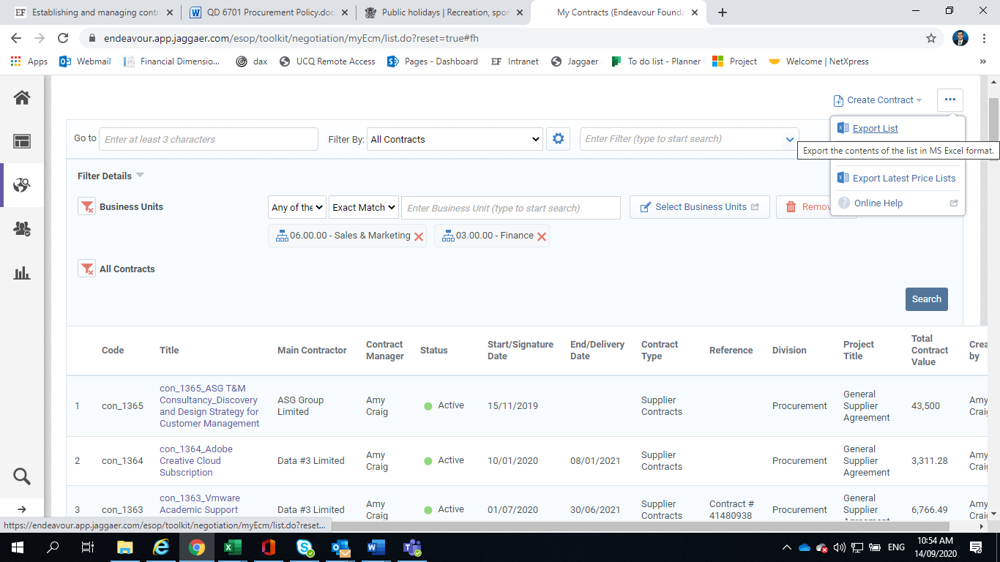 Establishing and managing contr
QD 6701 Procurement Policy.doc
Public holidays | Recreation, spor
My Contracts (Endeavour Founda
endeavour.app.jaggaer.com/esop/toolkit/negotiation/myEcm/list.do?reset=true#fh
Apps
Webmail
Financial Dimensio...
dax
UCQ Remote Access
Pages - Dashboard
EF Intranet
Jaggaer
To do list - Planner
Project
Welcome | NetXpress
»
Create Contract
Go to
Enter at least 3 characters
Filter By:
All Contracts
Enter Filter (type to start search)
Export List
Export the contents of the list in MS Excel format.
Export Latest Price Lists
Online Help
Filter Details
Business Units
Any of the
Exact Match
Enter Business Unit (type to start search)
Select Business Units
Remov
06.00.00 - Sales & Marketing
03.00.00 - Finance
All Contracts
Search
Code
Title
Main Contractor
Contract
Manager
Status
Start/Signature
Date
End/Delivery
Date
Contract
Type
Reference
Division
Project
Title
Total
Contract
Value
Crea
by
1
con_1365
con_1365_ASG T&M
Consultancy_Discovery
and Design Strategy for
Customer Management
ASG Group
Limited
Amy
Craig
Active
15/11/2019
Supplier
Contracts
Procurement
General
Supplier
Agreement
43,500
Amy
Craig
2
con_1364
con_1364_Adobe
Creative Cloud
Subscription
Data #3 Limited
Amy
Craig
Active
10/01/2020
08/01/2021
Supplier
Contracts
Procurement
General
Supplier
Agreement
3,311.28
Amy
Craig
3
con_1363
con_1363_Vmware
Academic Support
Data #3 Limited
Amy
Craig
Active
01/07/2020
30/06/2021
Supplier
Contracts
Contract #
41480938
Procurement
General
Supplier
Agreement
6,766.49
Amy
Craig
https://endeavour.app.jaggaer.com/esop/toolkit/negotiation/myEcm/list.do?reset...
ENG
10:54 AM
14/09/2020